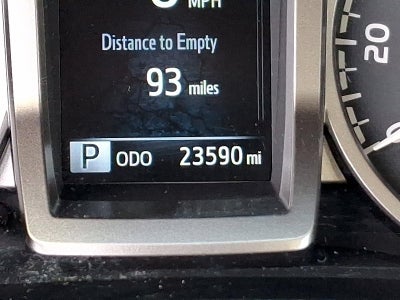 MPH
Distance to Empty
93 miles
P ODO 23590 mi
20